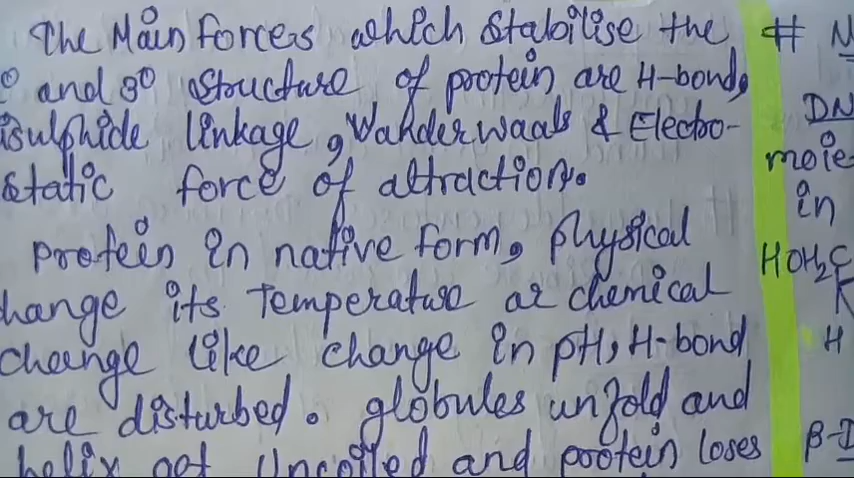 The Main forces which stabilise the
and 3° structure of protein are H-bond,
isulphide linkage, Wander waals & Electro-
static force of attraction.
protein in native form, physical
hange its Temperature or chemical
change like change in pH, H-bond
are disturbed. globules unfold and
helix get uncoiled and protein loses
# N
DN
moie
in
HOH₂C
H
β-I